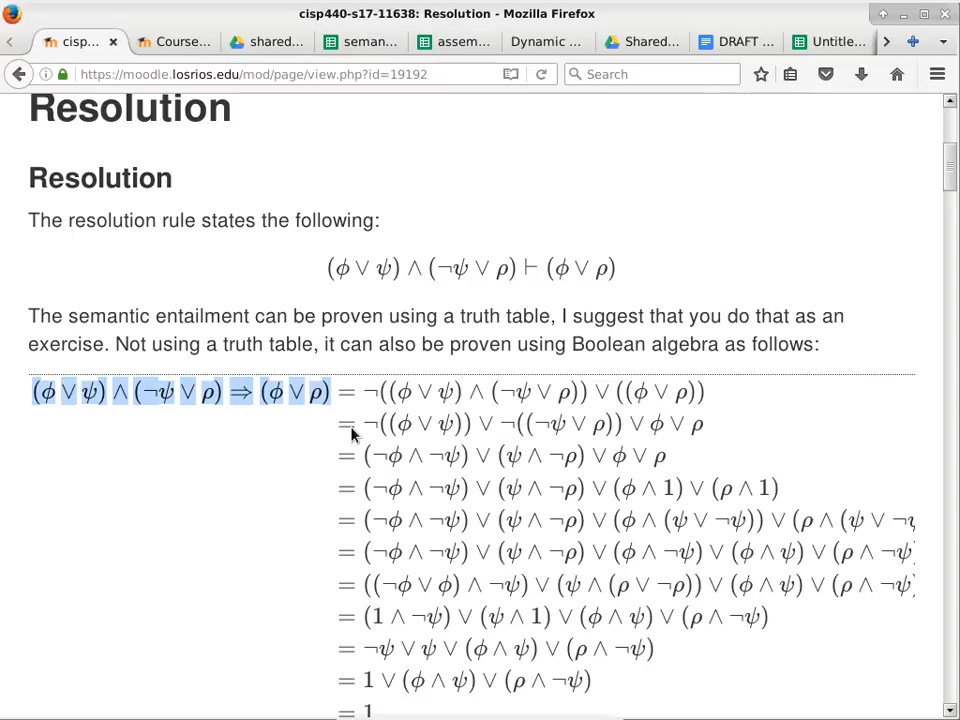 cisp440-s17-11638: Resolution - Mozilla Firefox
cisp... Course... shared... seman... assem... Dynamic ... Shared... DRAFT ... Untitle...
https://moodle.losrios.edu/mod/page/view.php?id=19192 Search
Resolution
Resolution
The resolution rule states the following:
(ϕ ∨ ψ) ∧ (¬ψ ∨ ρ) ⊢ (ϕ ∨ ρ)
The semantic entailment can be proven using a truth table, I suggest that you do that as an
exercise. Not using a truth table, it can also be proven using Boolean algebra as follows:
(ϕ ∨ ψ) ∧ (¬ψ ∨ ρ) ⇒ (ϕ ∨ ρ) = ¬((ϕ ∨ ψ) ∧ (¬ψ ∨ ρ)) ∨ ((ϕ ∨ ρ))
= ¬((ϕ ∨ ψ)) ∨ ¬((¬ψ ∨ ρ)) ∨ ϕ ∨ ρ
= (¬ϕ ∧ ¬ψ) ∨ (ψ ∧ ¬ρ) ∨ ϕ ∨ ρ
= (¬ϕ ∧ ¬ψ) ∨ (ψ ∧ ¬ρ) ∨ (ϕ ∧ 1) ∨ (ρ ∧ 1)
= (¬ϕ ∧ ¬ψ) ∨ (ψ ∧ ¬ρ) ∨ (ϕ ∧ (ψ ∨ ¬ψ)) ∨ (ρ ∧ (ψ ∨ ¬ψ
= (¬ϕ ∧ ¬ψ) ∨ (ψ ∧ ¬ρ) ∨ (ϕ ∧ ¬ψ) ∨ (ϕ ∧ ψ) ∨ (ρ ∧ ¬ψ)
= ((¬ϕ ∨ ϕ) ∧ ¬ψ) ∨ (ψ ∧ (ρ ∨ ¬ρ)) ∨ (ϕ ∧ ψ) ∨ (ρ ∧ ¬ψ)
= (1 ∧ ¬ψ) ∨ (ψ ∧ 1) ∨ (ϕ ∧ ψ) ∨ (ρ ∧ ¬ψ)
= ¬ψ ∨ ψ ∨ (ϕ ∧ ψ) ∨ (ρ ∧ ¬ψ)
= 1 ∨ (ϕ ∧ ψ) ∨ (ρ ∧ ¬ψ)
= 1